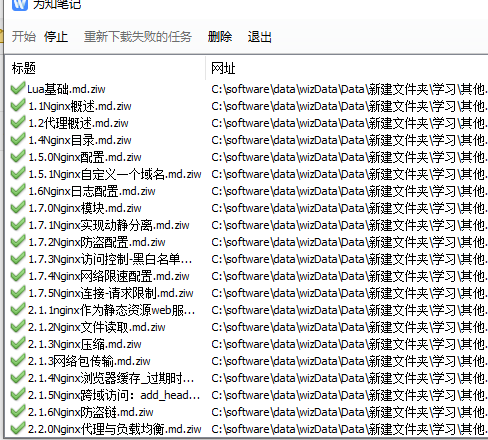 为知笔记
开始 停止 重新下载失败的任务 删除 退出
标题 网址
Lua基础.md.ziw C:\software\data\wizData\Data\新建文件夹\学习\其他.
1.1Nginx概述.md.ziw C:\software\data\wizData\Data\新建文件夹\学习\其他.
1.2代理概述.md.ziw C:\software\data\wizData\Data\新建文件夹\学习\其他.
1.4Nginx目录.md.ziw C:\software\data\wizData\Data\新建文件夹\学习\其他.
1.5.0Nginx配置.md.ziw C:\software\data\wizData\Data\新建文件夹\学习\其他.
1.5.1Nginx自定义一个域名.md.ziw C:\software\data\wizData\Data\新建文件夹\学习\其他.
1.6Nginx日志配置.md.ziw C:\software\data\wizData\Data\新建文件夹\学习\其他.
1.7.0Nginx模块.md.ziw C:\software\data\wizData\Data\新建文件夹\学习\其他.
1.7.1Nginx实现动静分离.md.ziw C:\software\data\wizData\Data\新建文件夹\学习\其他.
1.7.2Nginx防盗配置.md.ziw C:\software\data\wizData\Data\新建文件夹\学习\其他.
1.7.3Nginx访问控制-黑白名单... C:\software\data\wizData\Data\新建文件夹\学习\其他.
1.7.4Nginx网络限速配置.md.ziw C:\software\data\wizData\Data\新建文件夹\学习\其他.
1.7.5Nginx连接-请求限制.md.ziw C:\software\data\wizData\Data\新建文件夹\学习\其他.
2.1.1nginx作为静态资源web服... C:\software\data\wizData\Data\新建文件夹\学习\其他.
2.1.2Nginx文件读取.md.ziw C:\software\data\wizData\Data\新建文件夹\学习\其他.
2.1.3Nginx压缩.md.ziw C:\software\data\wizData\Data\新建文件夹\学习\其他.
2.1.3网络包传输.md.ziw C:\software\data\wizData\Data\新建文件夹\学习\其他.
2.1.4Nginx浏览器缓存_过期时... C:\software\data\wizData\Data\新建文件夹\学习\其他.
2.1.5Nginx跨域访问：add_head... C:\software\data\wizData\Data\新建文件夹\学习\其他.
2.1.6Nginx防盗链.md.ziw C:\software\data\wizData\Data\新建文件夹\学习\其他.
2.2.0Nginx代理与负载均衡.md.ziw C:\software\data\wizData\Data\新建文件夹\学习\其他.